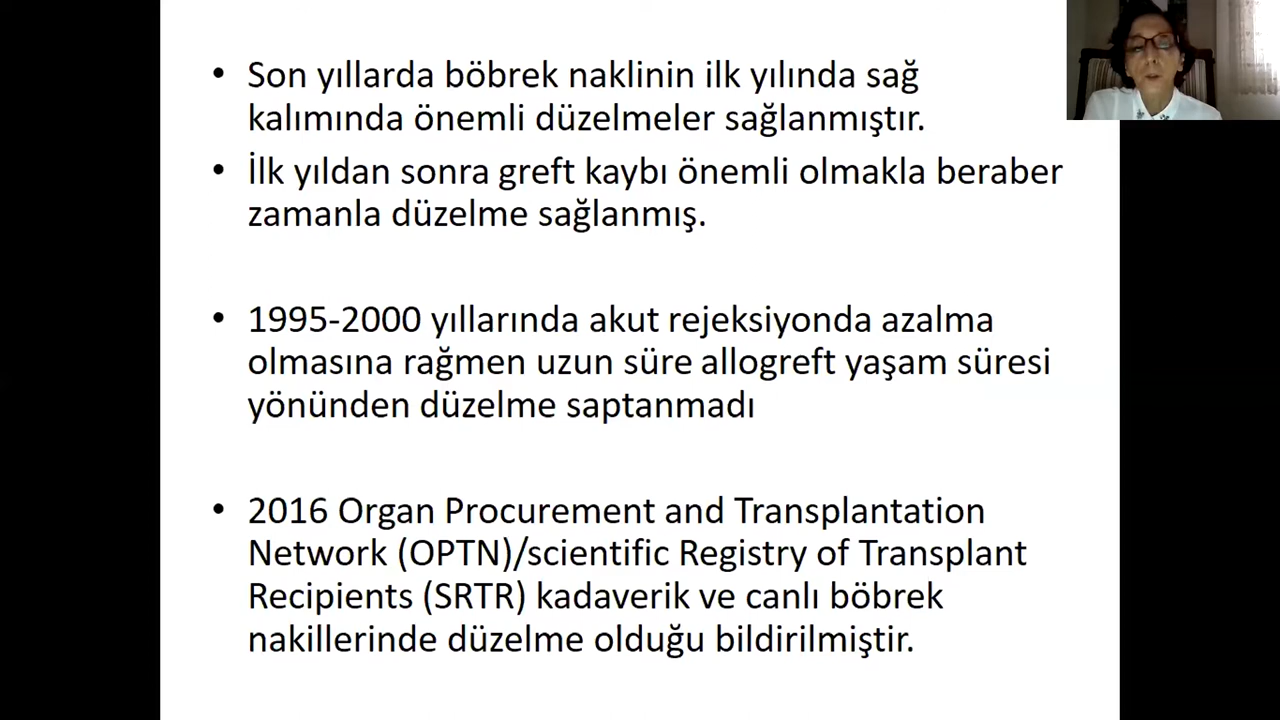 • Son yıllarda böbrek naklinin ilk yılında sağ
kalımında önemli düzelmeler sağlanmıştır.
• İlk yıldan sonra greft kaybı önemli olmakla beraber
zamanla düzelme sağlanmış.
• 1995-2000 yıllarında akut rejeksiyonda azalma
olmasına rağmen uzun süre allogreft yaşam süresi
yönünden düzelme saptanmadı
• 2016 Organ Procurement and Transplantation
Network (OPTN)/scientific Registry of Transplant
Recipients (SRTR) kadaverik ve canlı böbrek
nakillerinde düzelme olduğu bildirilmiştir.